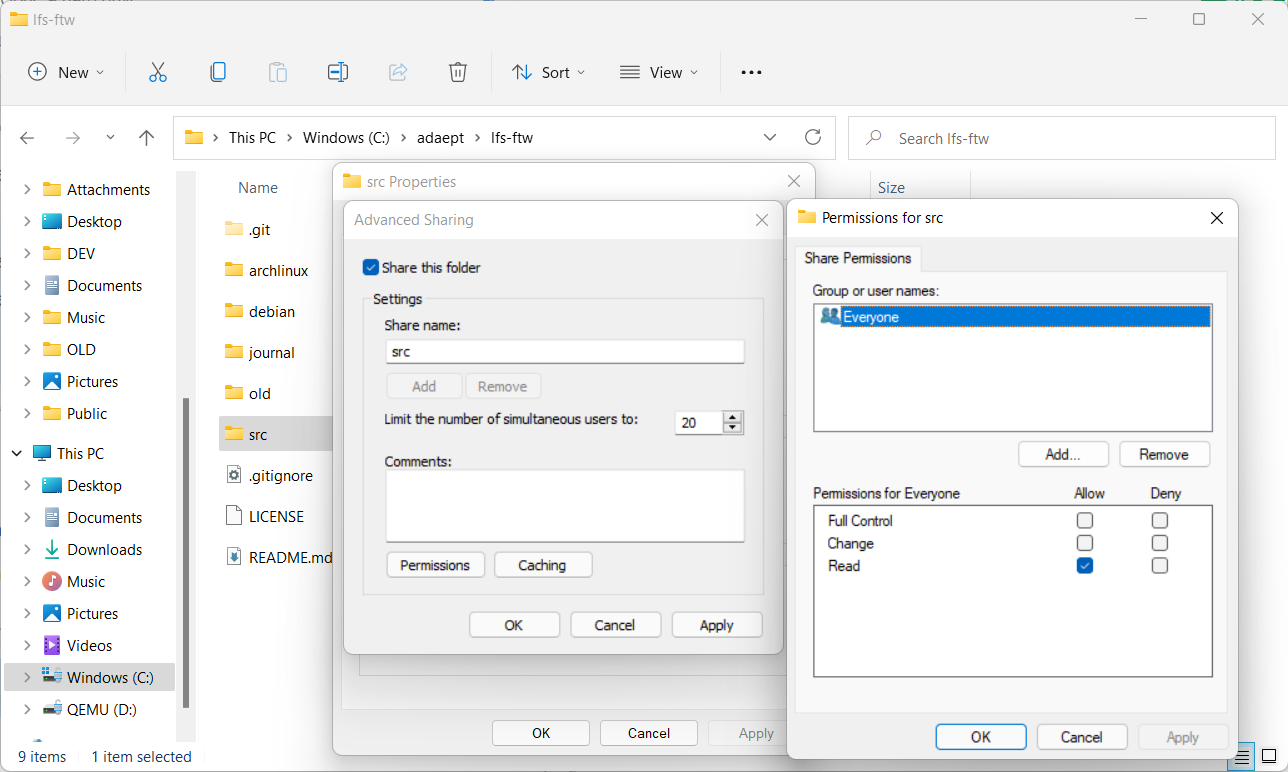 lfs-ftw
New
Sort
View
This PC > Windows (C:) > adaept > lfs-ftw
Search lfs-ftw
Attachments
Desktop
DEV
Documents
Music
OLD
Pictures
Public
This PC
Desktop
Documents
Downloads
Music
Pictures
Videos
Windows (C:)
QEMU (D:)
Name
Size
.git
archlinux
debian
journal
old
src
.gitignore
LICENSE
README.md
src Properties
Advanced Sharing
Share this folder
Settings
Share name:
src
Add
Remove
Limit the number of simultaneous users to:
20
Comments:
Permissions
Caching
OK
Cancel
Apply
OK
Cancel
Apply
Permissions for src
Share Permissions
Group or user names:
Everyone
Add...
Remove
Permissions for Everyone
Allow
Deny
Full Control
Change
Read
OK
Cancel
Apply
9 items
1 item selected